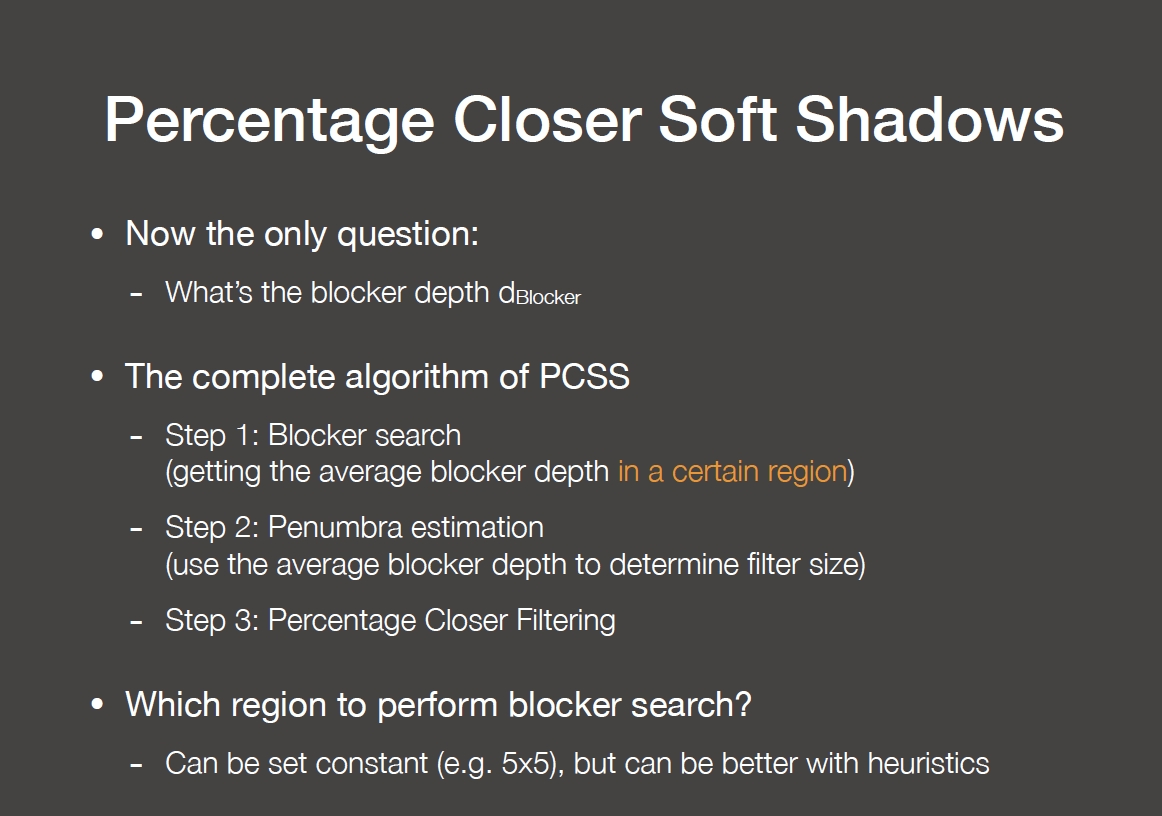 Percentage Closer Soft Shadows
• Now the only question:
- What’s the blocker depth dBlocker
• The complete algorithm of PCSS
- Step 1: Blocker search
(getting the average blocker depth in a certain region)
- Step 2: Penumbra estimation
(use the average blocker depth to determine filter size)
- Step 3: Percentage Closer Filtering
• Which region to perform blocker search?
- Can be set constant (e.g. 5x5), but can be better with heuristics